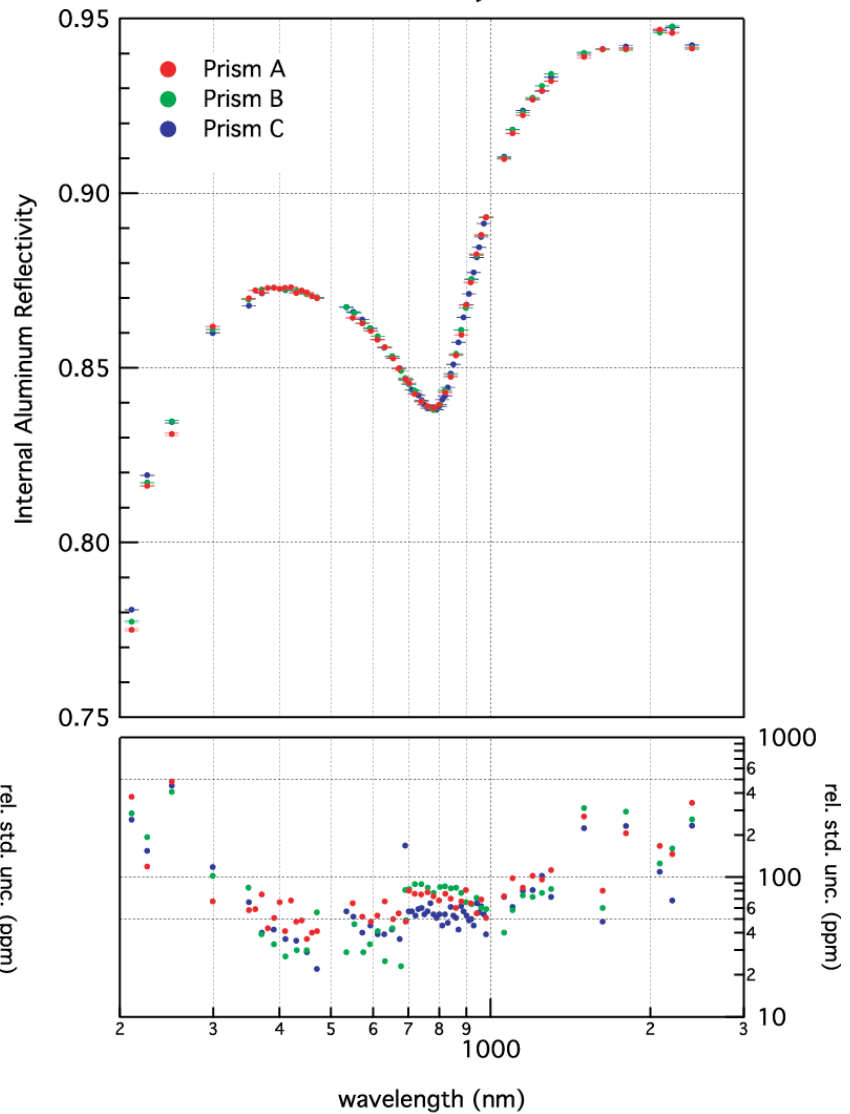 0.95
Prism A
Prism B
Prism C
0.90
0.85
0.80
0.75
Internal Aluminum Reflectivity
1000
6
4
2
100
6
4
2
10
rel. std. unc. (ppm)
rel. std. unc. (ppm)
2 3 4 5 6 7 8 9 1000 2 3
wavelength (nm)